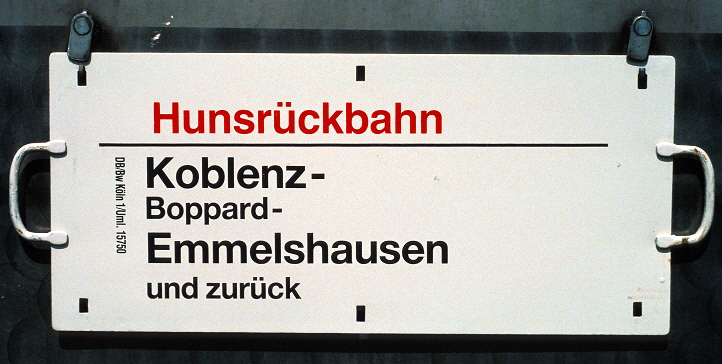 Hunsrückbahn
Koblenz-
Boppard-
Emmelshausen
und zurück
DB/Bw Köln 1/Uml. 15750